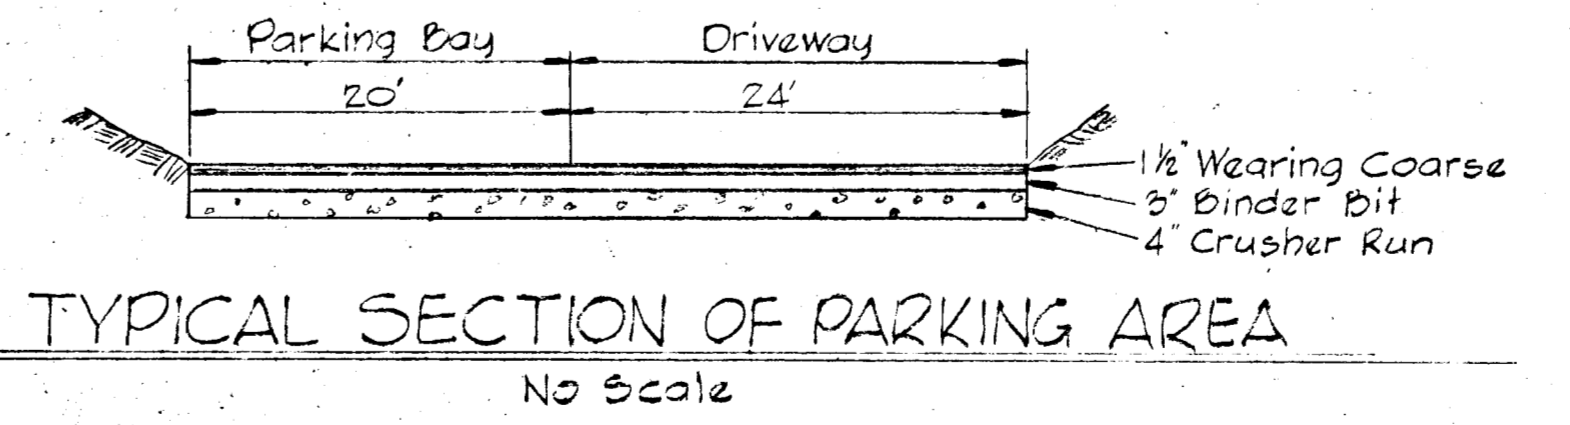 Parking Bay Driveway
20' 24'
1½" Wearing Coarse
3" Binder Bit
4" Crusher Run
TYPICAL SECTION OF PARKING AREA
No Scale